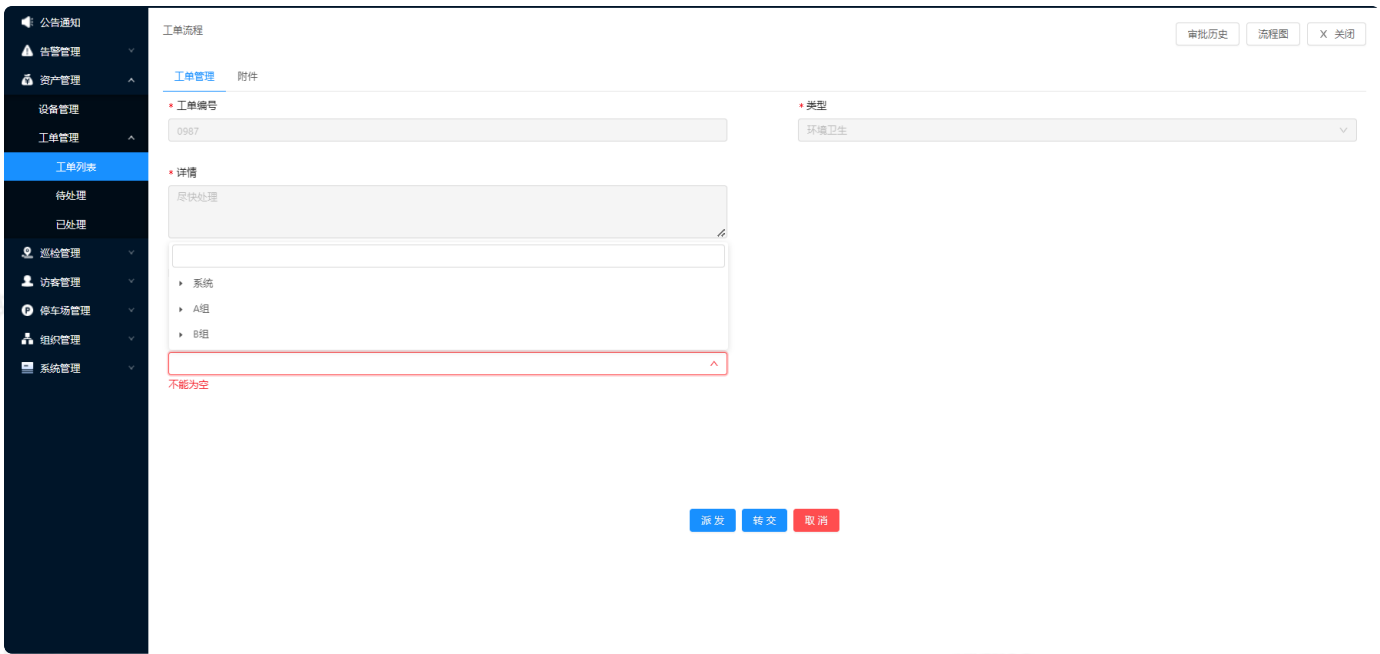 公告通知
告警管理
资产管理
设备管理
工单管理
工单列表
待处理
已处理
巡检管理
访客管理
停车场管理
组织管理
系统管理
工单流程
审批历史 流程图 X 关闭
工单管理 附件
* 工单编号 * 类型
0987 环境卫生
* 详情
尽快处理
系统
A组
B组
不能为空
派发 转交 取消